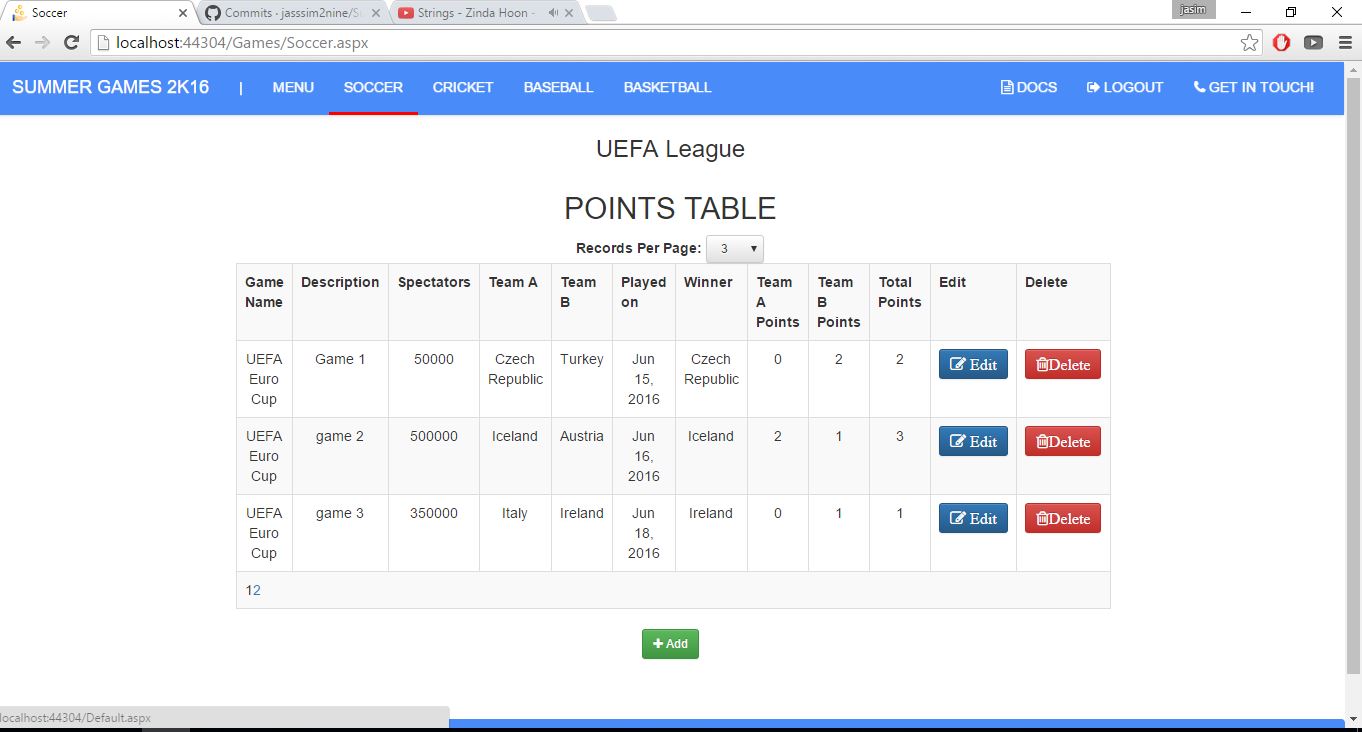 Soccer
Commits · jasssim2nine/Su
Strings - Zinda Hoon -
jasim
localhost:44304/Games/Soccer.aspx
SUMMER GAMES 2K16 | MENU SOCCER CRICKET BASEBALL BASKETBALL DOCS LOGOUT GET IN TOUCH!
UEFA League
POINTS TABLE
Records Per Page: 3
Game Name Description Spectators Team A Team B Played on Winner Team A Points Team B Points Total Points Edit Delete
UEFA Euro Cup Game 1 50000 Czech Republic Turkey Jun 15, 2016 Czech Republic 0 2 2 Edit Delete
UEFA Euro Cup game 2 500000 Iceland Austria Jun 16, 2016 Iceland 2 1 3 Edit Delete
UEFA Euro Cup game 3 350000 Italy Ireland Jun 18, 2016 Ireland 0 1 1 Edit Delete
12
Add
localhost:44304/Default.aspx